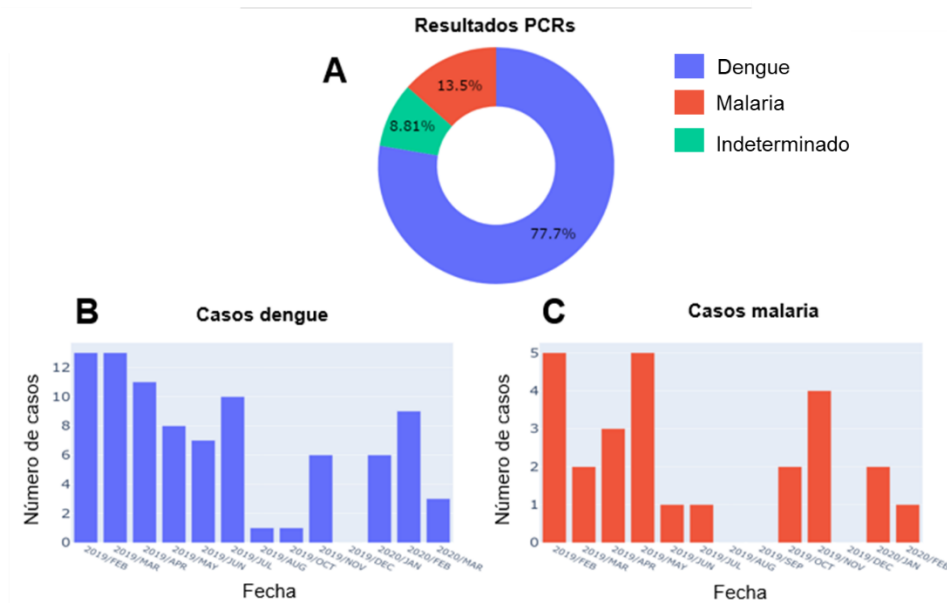 Resultados PCRs
A
Dengue
Malaria
Indeterminado
13.5%
8.81%
77.7%
B
Casos dengue
Número de casos
12
10
8
6
4
2
0
2019/FEB
2019/MAR
2019/APR
2019/MAY
2019/JUN
2019/JUL
2019/AUG
2019/OCT
2019/NOV
2019/DEC
2020/JAN
2020/FEB
2020/MAR
Fecha
C
Casos malaria
Número de casos
5
4
3
2
1
0
2019/FEB
2019/MAR
2019/APR
2019/MAY
2019/JUN
2019/JUL
2019/AUG
2019/SEP
2019/OCT
2019/NOV
2019/DEC
2020/JAN
2020/FEB
Fecha